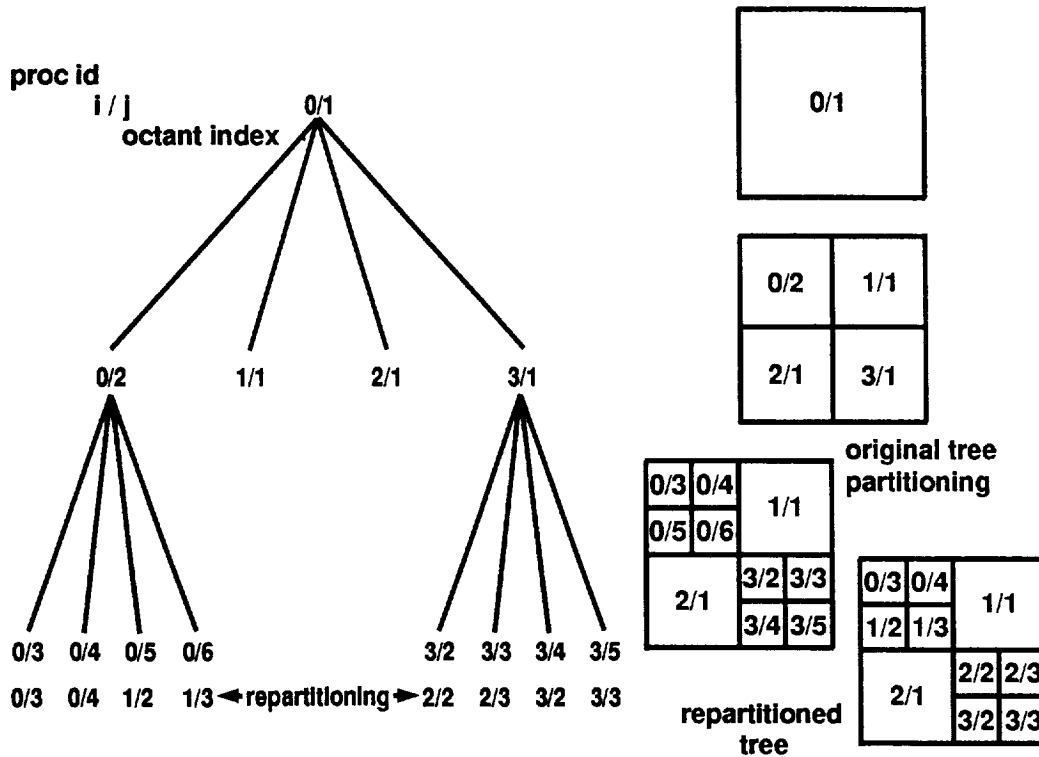 proc id
i / j
octant index
0/1
0/2 1/1 2/1 3/1
0/3 0/4 0/5 0/6 3/2 3/3 3/4 3/5
0/3 0/4 1/2 1/3 repartitioning 2/2 2/3 3/2 3/3
0/1
0/2 1/1
2/1 3/1
original tree
partitioning
0/3 0/4 1/1
0/5 0/6
2/1 3/2 3/3
3/4 3/5
0/3 0/4 1/1
1/2 1/3
2/1 2/2 2/3
3/2 3/3
repartitioned
tree